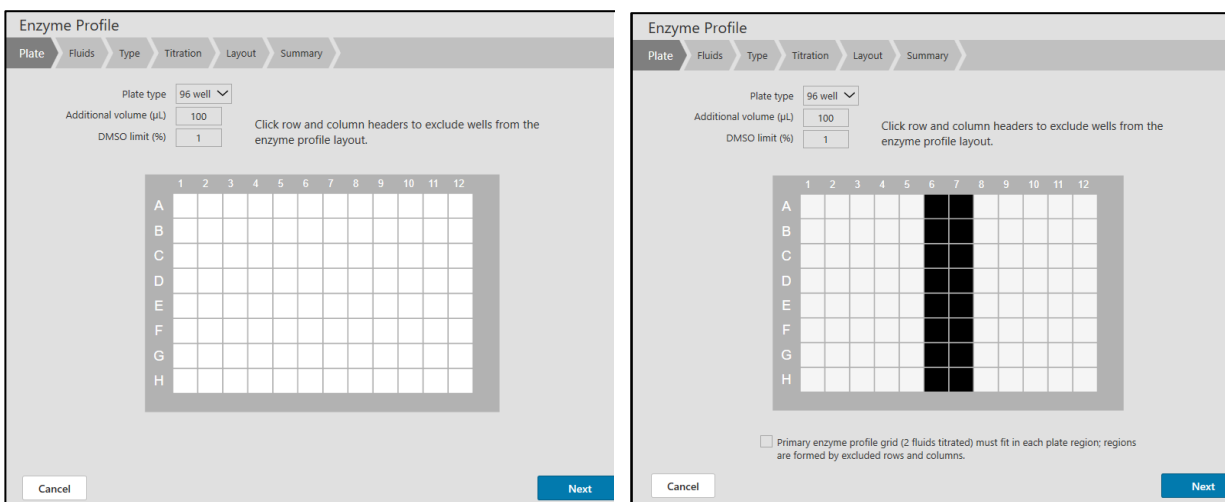 Enzyme Profile
Plate Fluids Type Titration Layout Summary
Plate type 96 well
Additional volume (µL) 100
DMSO limit (%) 1
Click row and column headers to exclude wells from the
enzyme profile layout.
1 2 3 4 5 6 7 8 9 10 11 12
A
B
C
D
E
F
G
H
Cancel Next
Enzyme Profile
Plate Fluids Type Titration Layout Summary
Plate type 96 well
Additional volume (µL) 100
DMSO limit (%) 1
Click row and column headers to exclude wells from the
enzyme profile layout.
1 2 3 4 5 6 7 8 9 10 11 12
A
B
C
D
E
F
G
H
Primary enzyme profile grid (2 fluids titrated) must fit in each plate region; regions
are formed by excluded rows and columns.
Cancel Next